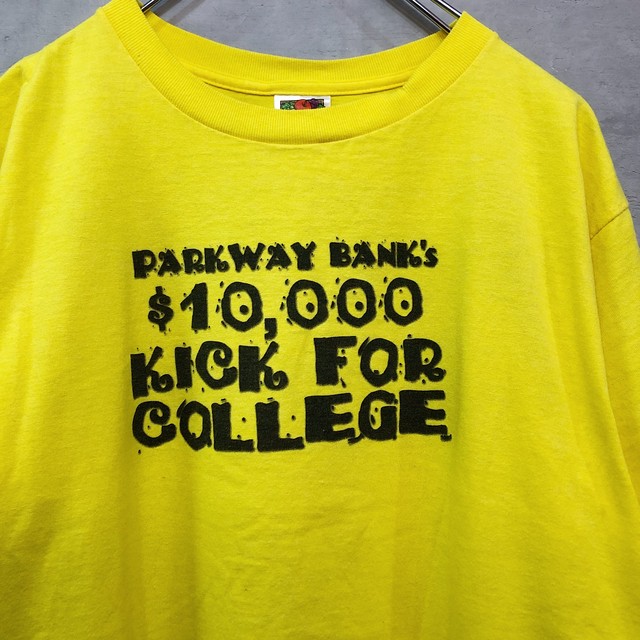 PARKWAY BANK's
$10,000
KICK FOR
COLLEGE